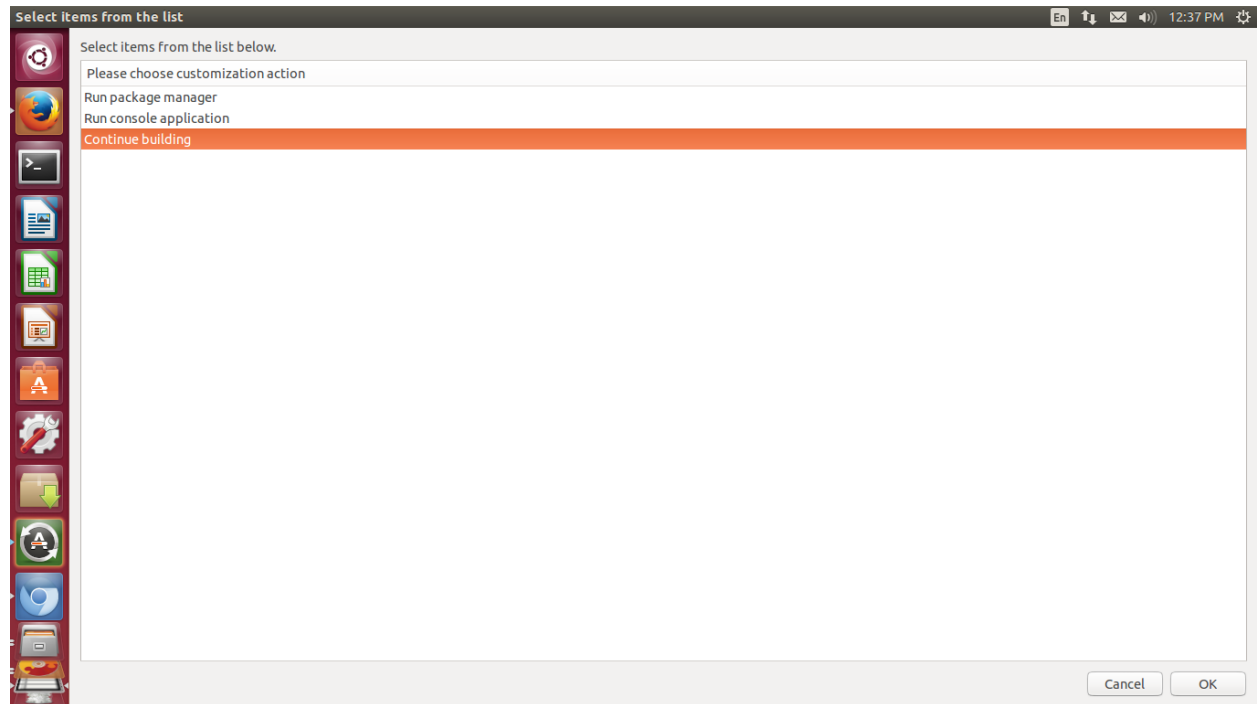 Select items from the list
En
12:37 PM
Select items from the list below.
Please choose customization action
Run package manager
Run console application
Continue building
Cancel
OK